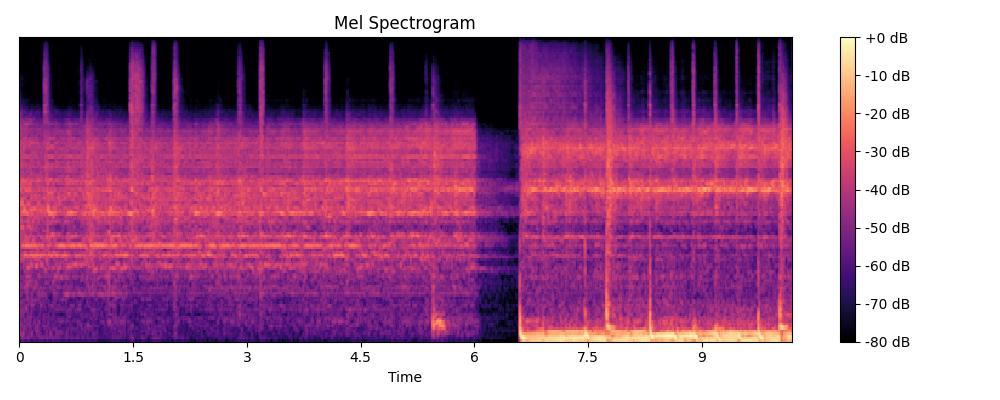 Mel Spectrogram
+0 dB
-10 dB
-20 dB
-30 dB
-40 dB
-50 dB
-60 dB
-70 dB
-80 dB
0 1.5 3 4.5 6 7.5 9
Time